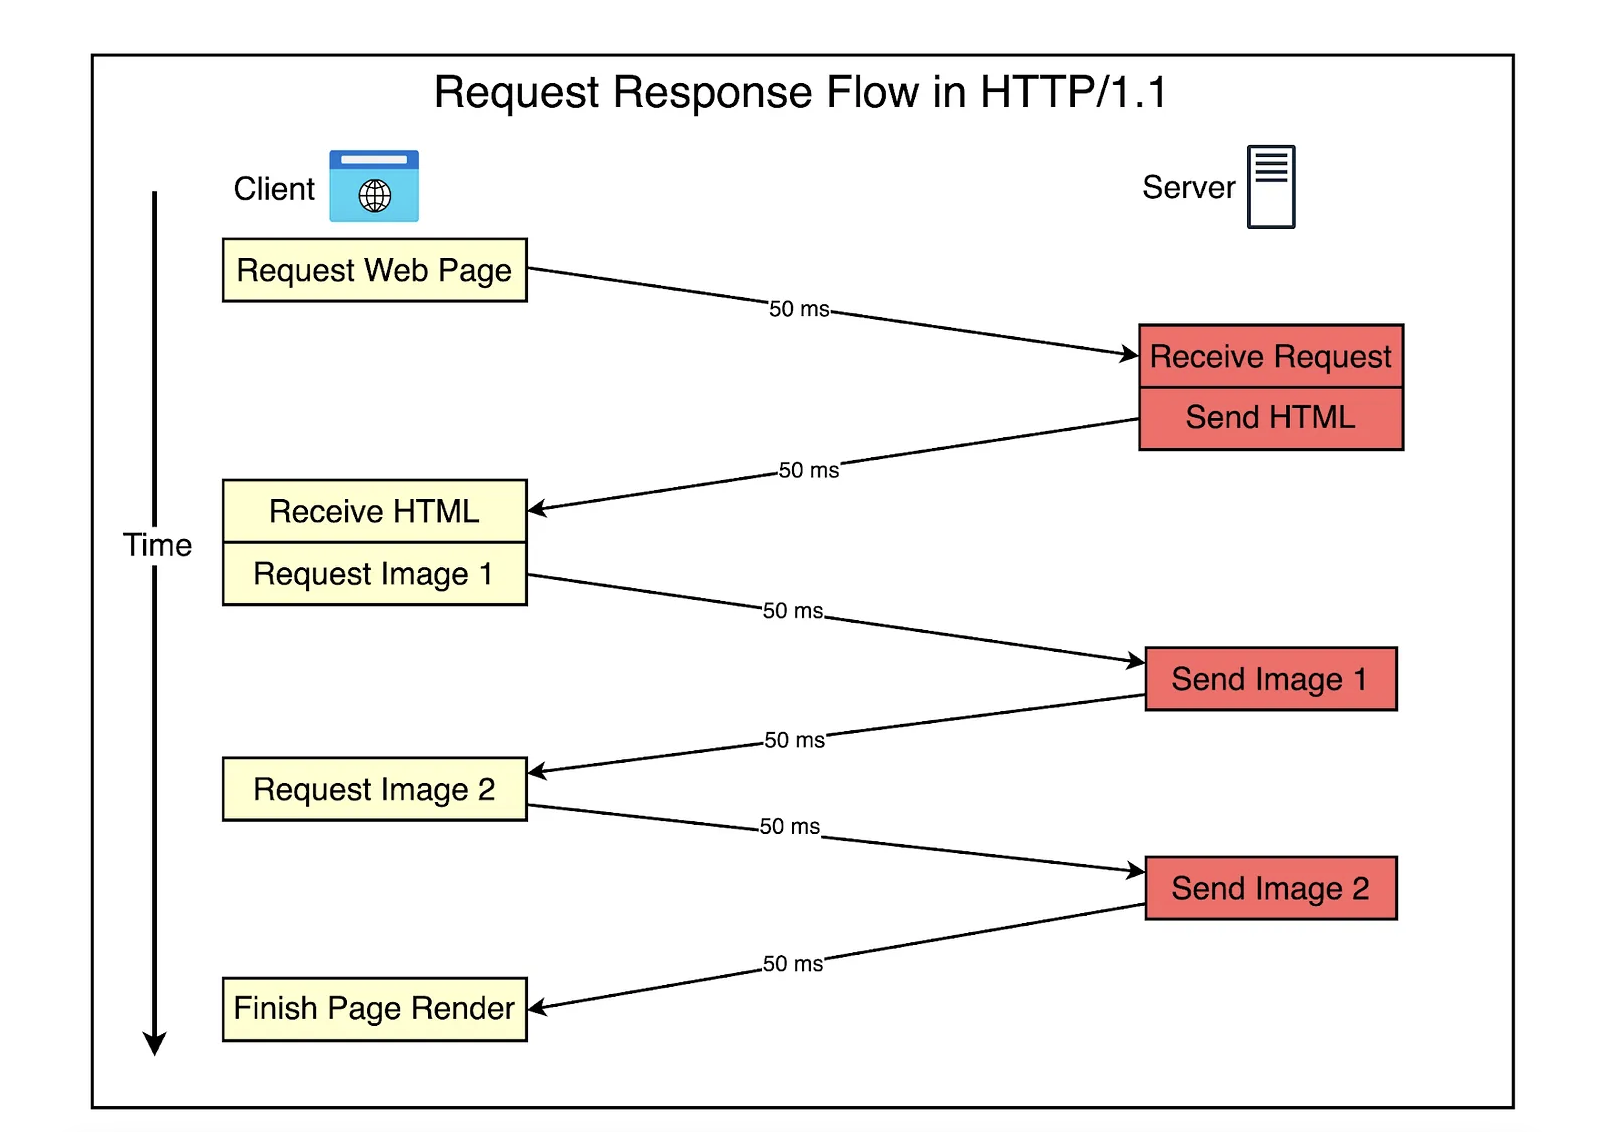 Request Response Flow in HTTP/1.1
Client
Server
Request Web Page
50 ms
Receive Request
Send HTML
50 ms
Receive HTML
Time
Request Image 1
50 ms
Send Image 1
50 ms
Request Image 2
50 ms
Send Image 2
50 ms
Finish Page Render